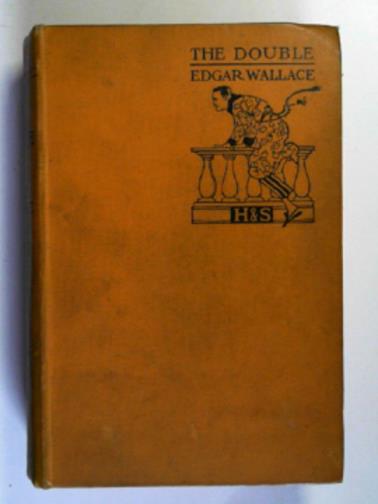 THE DOUBLE
EDGAR WALLACE
H&S